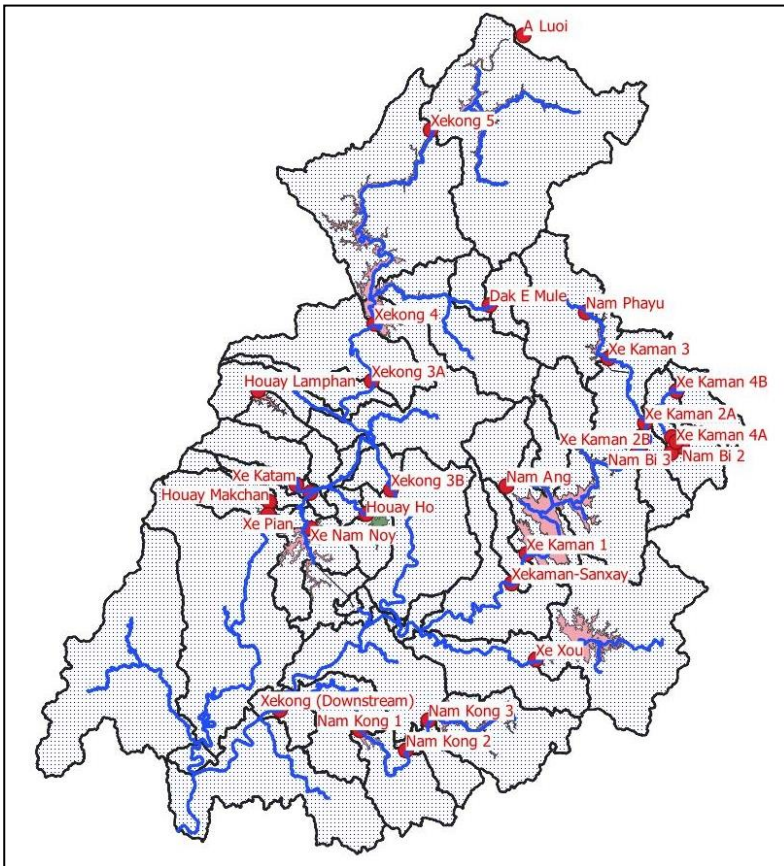 A Luoi
Xekong 5
Dak E Mule
Nam Phayu
Xekong 4
Xe Kaman 3
Xekong 3A
Houay Lamphan
Xe Kaman 4B
Xe Kaman 2A
Xe Kaman 4A
Xe Kaman 2B
Nam Bi 3
Nam Bi 2
Xe Katam
Xekong 3B
Nam Ang
Houay Makchan
Houay Ho
Xe Pian
Xe Nam Noy
Xe Kaman 1
Xekaman-Sanxay
Xe Xou
Xekong (Downstream)
Nam Kong 3
Nam Kong 1
Nam Kong 2